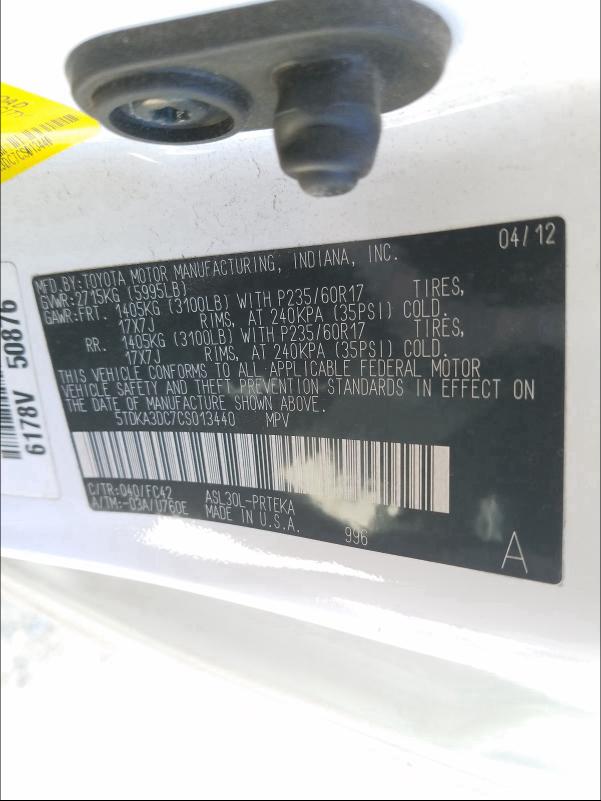 04/12
MFD.BY:TOYOTA MOTOR MANUFACTURING, INDIANA, INC.
GVWR:2715KG (5995LB)
GAWR:FRT. 1405KG (3100LB) WITH P235/60R17 TIRES,
17X7J RIMS, AT 240KPA (35PSI) COLD.
RR. 1405KG (3100LB) WITH P235/60R17 TIRES,
17X7J RIMS, AT 240KPA (35PSI) COLD.
THIS VEHICLE CONFORMS TO ALL APPLICABLE FEDERAL MOTOR
VEHICLE SAFETY AND THEFT PREVENTION STANDARDS IN EFFECT ON
THE DATE OF MANUFACTURE SHOWN ABOVE.
5TDKA3DC7CS013440 MPV
C/TR:040/FC42 ASL30L-PRTEKA
A/TM:-03A/U760E MADE IN U.S.A.
996
A
6178V 50876